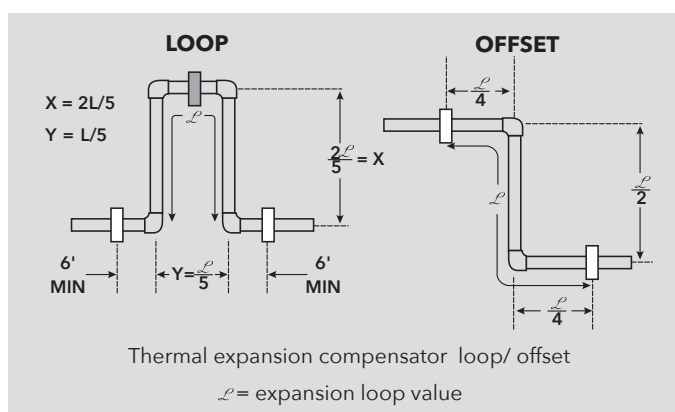 LOOP
X = 2L/5
Y = L/5
ℒ
2ℒ/5 = X
6' MIN
Y=ℒ/5
6' MIN
OFFSET
ℒ/4
ℒ
ℒ/2
ℒ/4
Thermal expansion compensator loop/ offset
ℒ = expansion loop value